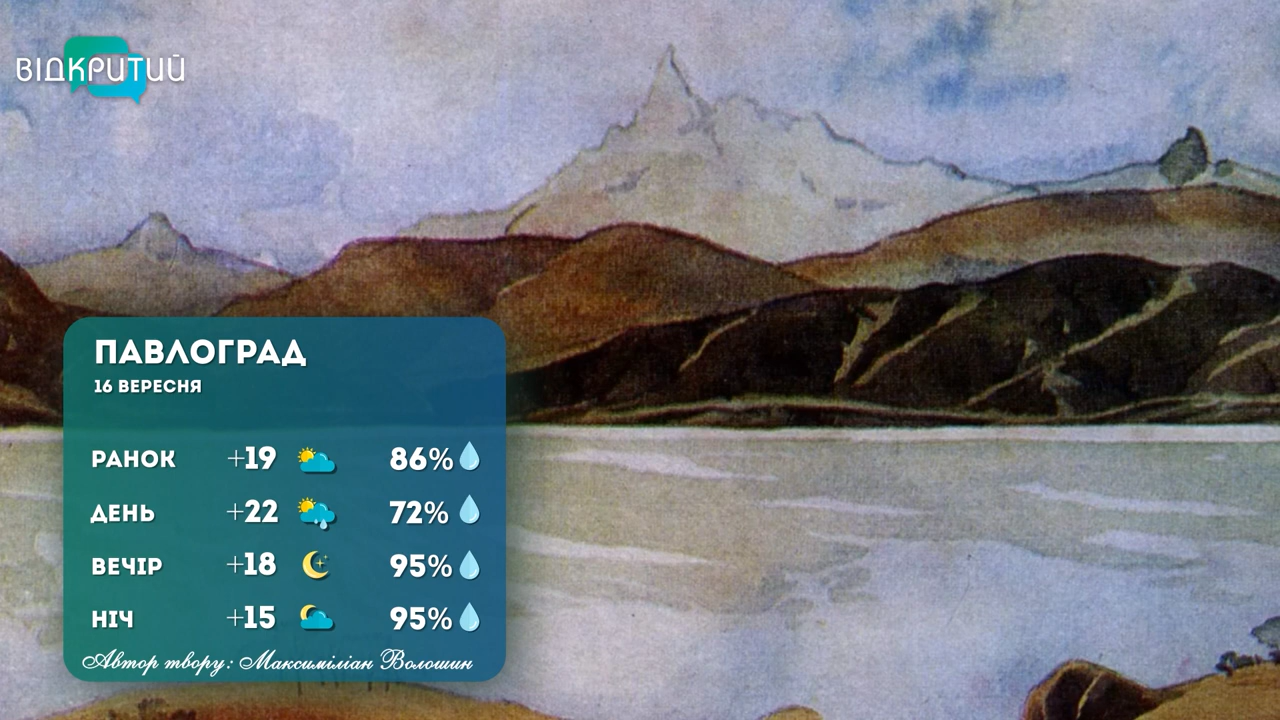 ВІДКРИТИЙ
ПАВЛОГРАД
16 ВЕРЕСНЯ
РАНОК +19 86%
ДЕНЬ +22 72%
ВЕЧІР +18 95%
НІЧ +15 95%
Автор твору: Максиміліан Волошин